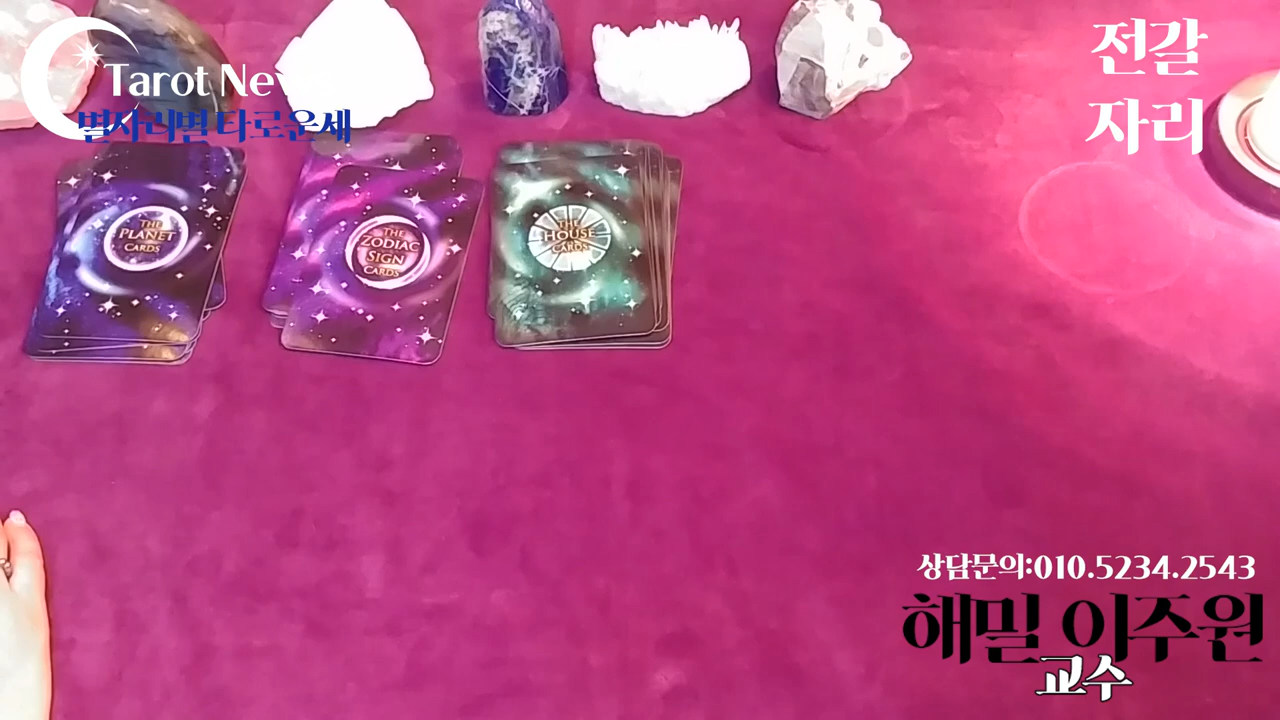 Tarot Ne
별자리별 타로운세
전갈
자리
THE
PLANET
CARDS
THE
ZODIAC
SIGN
CARDS
THE
HOUSE
CARDS
상담문의:010.5234.2543
해밀 이주원
교수